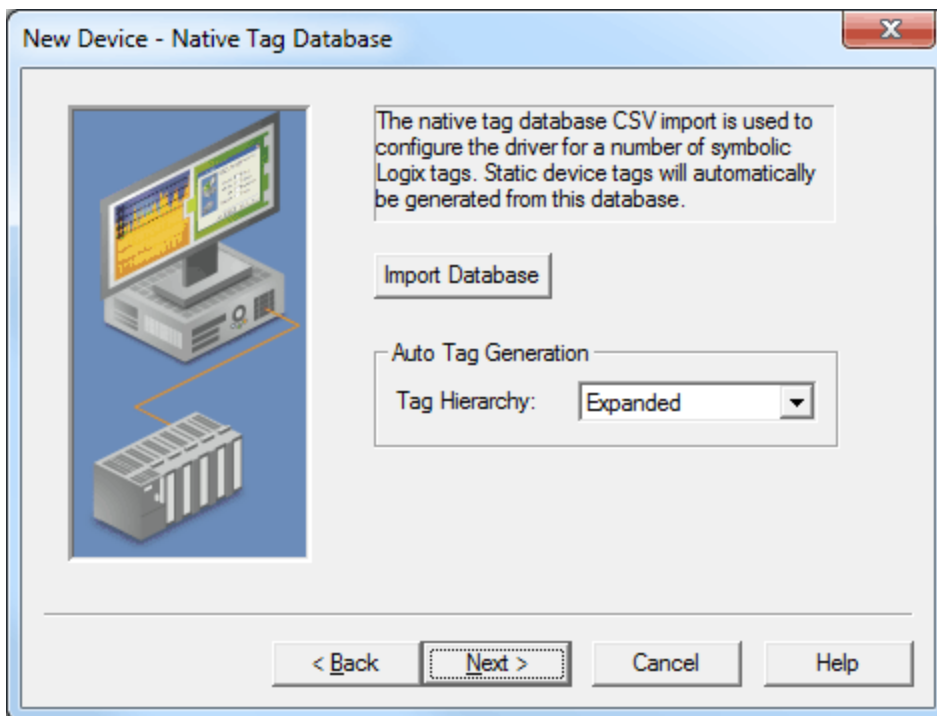 New Device - Native Tag Database
The native tag database CSV import is used to
configure the driver for a number of symbolic
Logix tags. Static device tags will automatically
be generated from this database.
Import Database
Auto Tag Generation
Tag Hierarchy: Expanded
< Back Next > Cancel Help